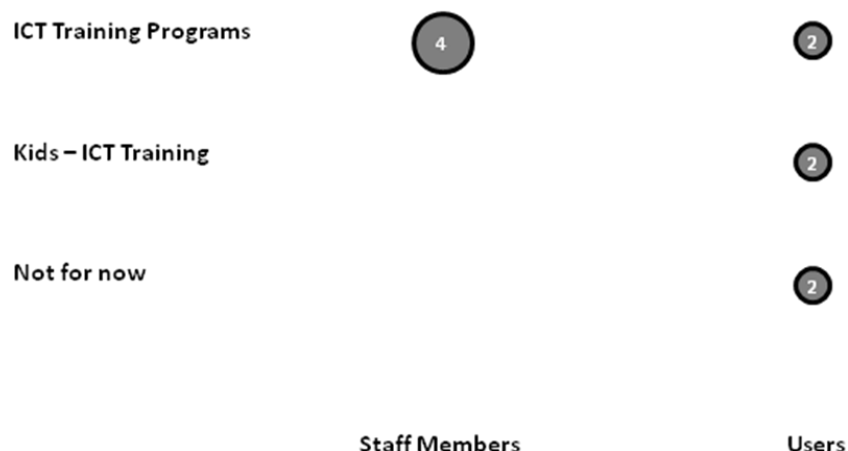 ICT Training Programs 4 2
Kids – ICT Training 2
Not for now 2
Staff Members Users